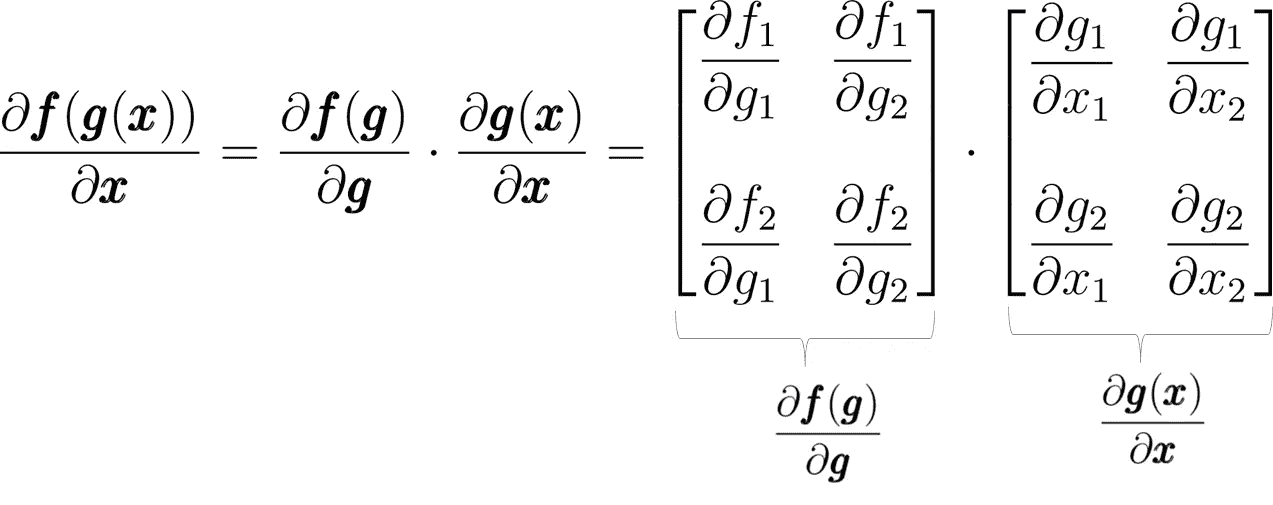 ∂f(g(x))/∂x = ∂f(g)/∂g · ∂g(x)/∂x = [∂f₁/∂g₁ ∂f₁/∂g₂; ∂f₂/∂g₁ ∂f₂/∂g₂] · [∂g₁/∂x₁ ∂g₁/∂x₂; ∂g₂/∂x₁ ∂g₂/∂x₂]
∂f(g)/∂g ∂g(x)/∂x